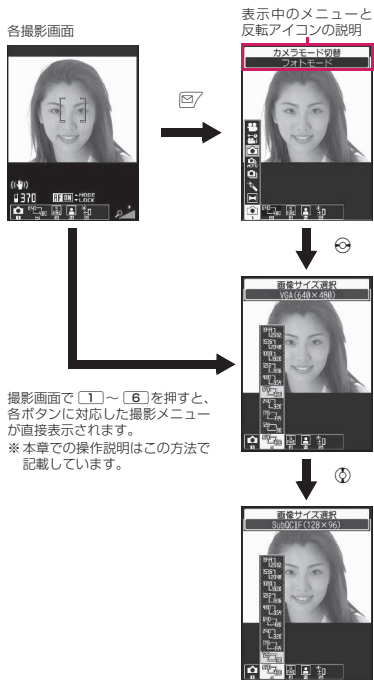 表示中のメニューと
反転アイコンの説明
各撮影画面
カメラモード切替
フォトモード
370
AF ON MODE
LOCK
画像サイズ選択
VGA(640×480)
撮影画面で 1 ～ 6 を押すと、
各ボタンに対応した撮影メニュー
が直接表示されます。
※ 本章での操作説明はこの方法で
記載しています。
画像サイズ選択
SubQCIF(128×96)